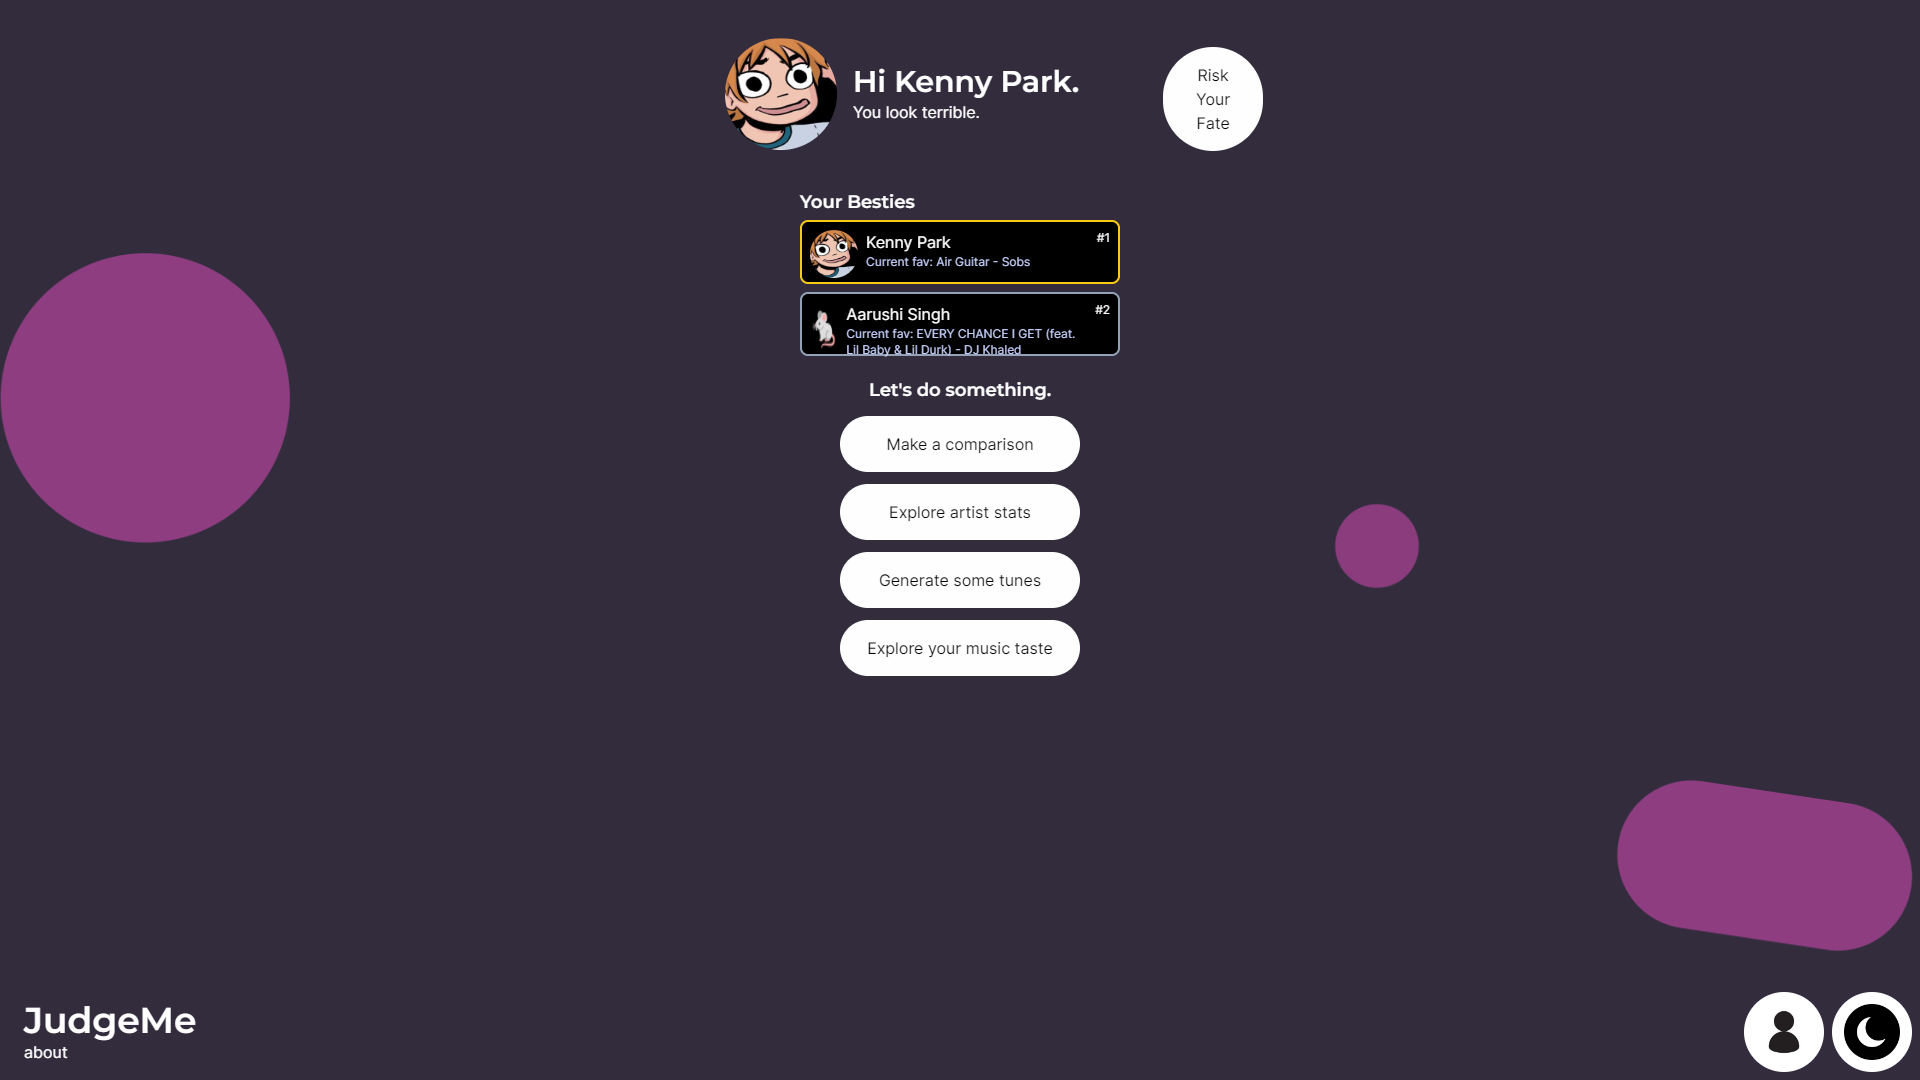 Hi Kenny Park.
You look terrible.
Risk
Your
Fate
Your Besties
Kenny Park
#1
Current fav: Air Guitar - Sobs
Aarushi Singh
#2
Current fav: EVERY CHANCE I GET (feat.
Lil Baby & Lil Durk) - DJ Khaled
Let's do something.
Make a comparison
Explore artist stats
Generate some tunes
Explore your music taste
JudgeMe
about